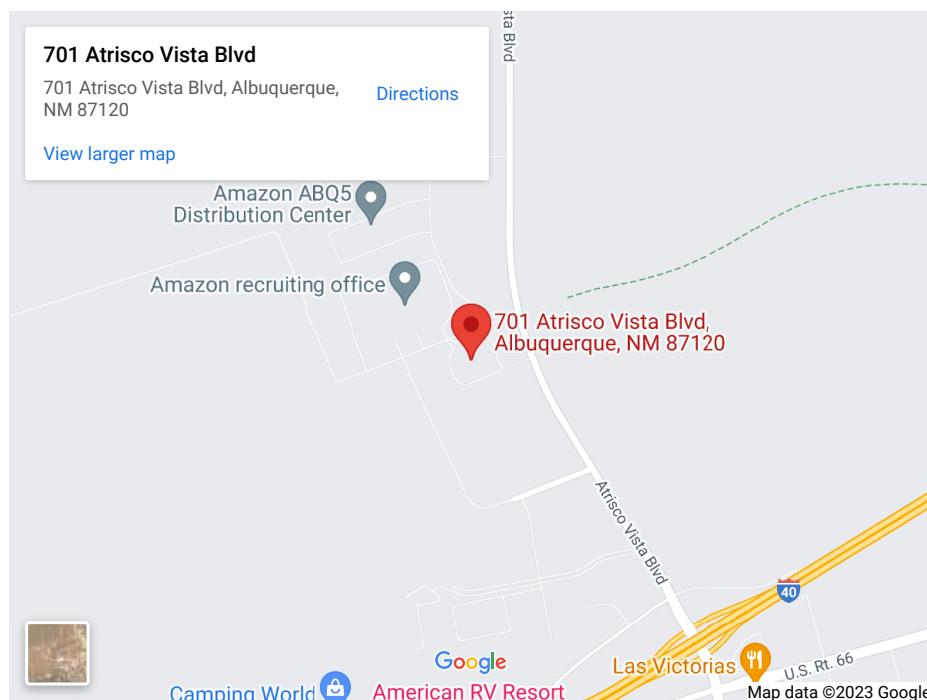 701 Atrisco Vista Blvd
701 Atrisco Vista Blvd, Albuquerque,
NM 87120
Directions
View larger map
sta Blvd
Amazon ABQ5
Distribution Center
Amazon recruiting office
701 Atrisco Vista Blvd,
Albuquerque, NM 87120
Atrisco Vista Blvd
40
Google
Las Victorias
U.S. Rt. 66
Camping World
American RV Resort
Map data ©2023 Google